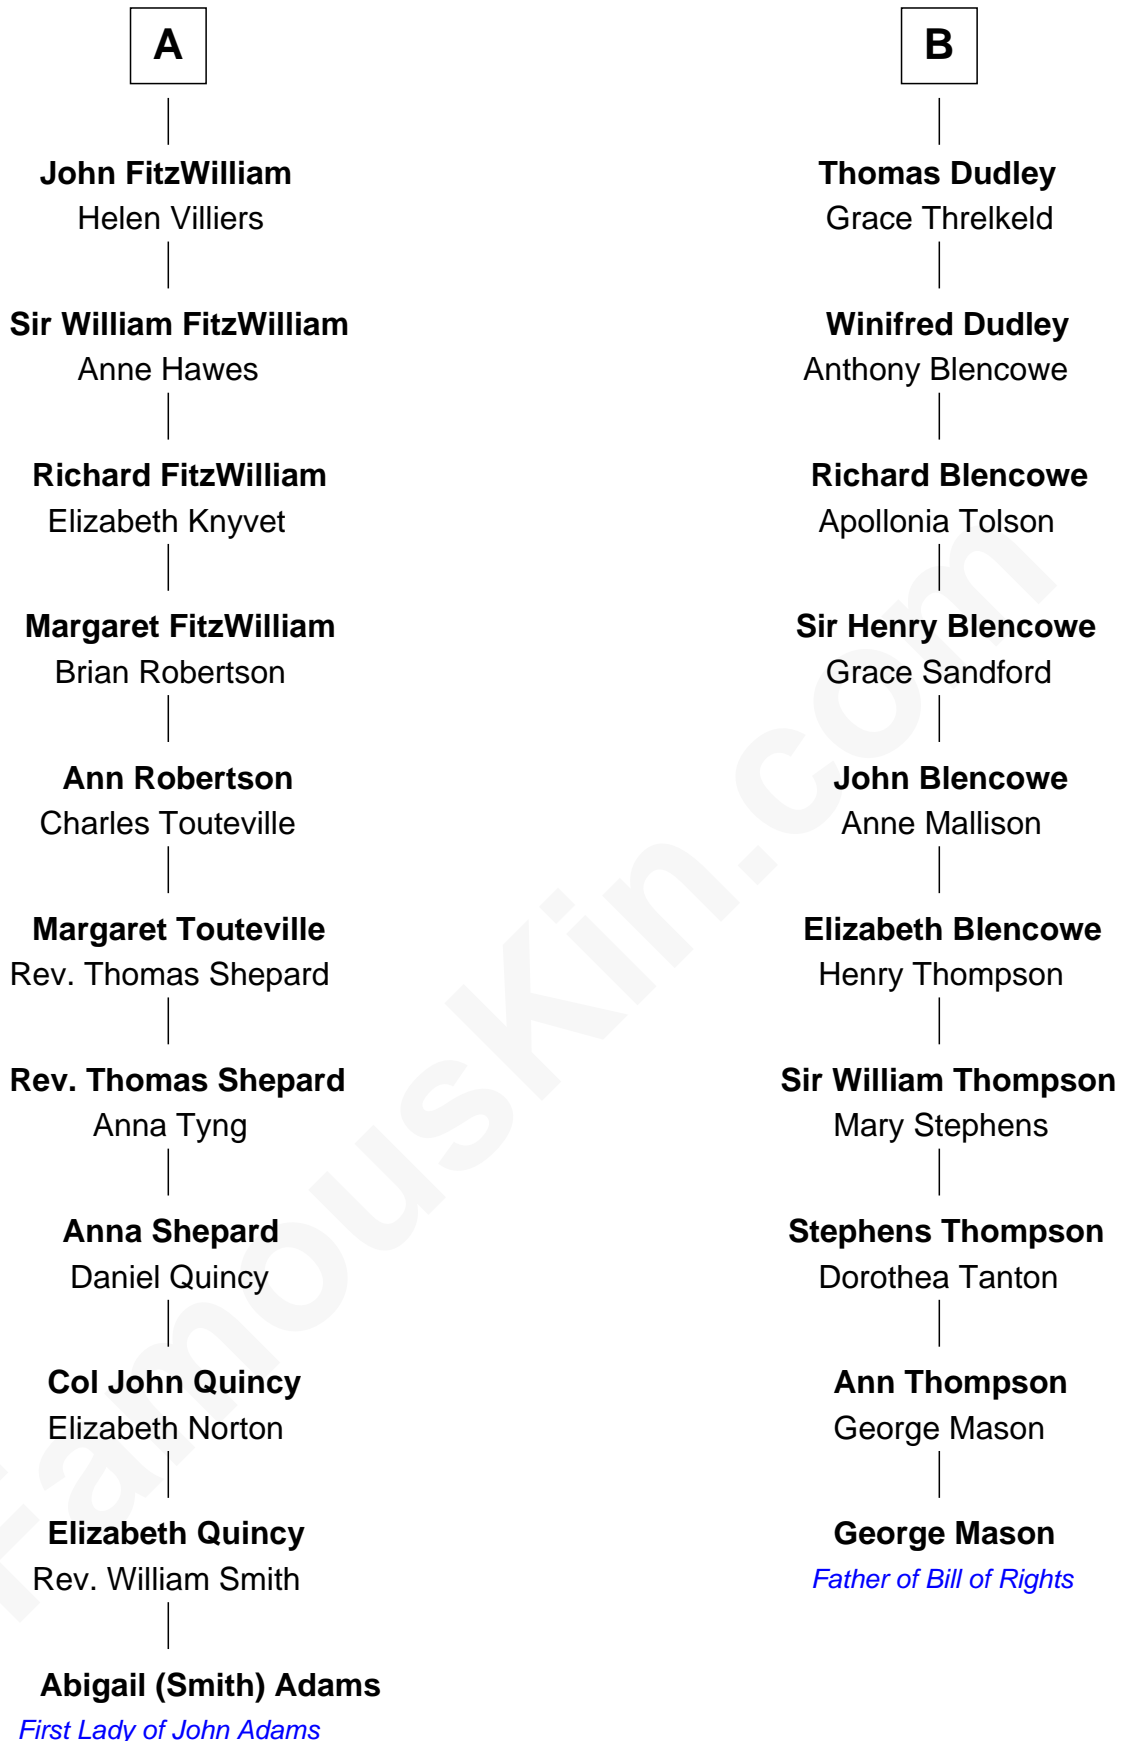 A
John FitzWilliam
Helen Villiers
Sir William FitzWilliam
Anne Hawes
Richard FitzWilliam
Elizabeth Knyvet
Margaret FitzWilliam
Brian Robertson
Ann Robertson
Charles Touteville
Margaret Touteville
Rev. Thomas Shepard
Rev. Thomas Shepard
Anna Tyng
Anna Shepard
Daniel Quincy
Col John Quincy
Elizabeth Norton
Elizabeth Quincy
Rev. William Smith
Abigail (Smith) Adams
First Lady of John Adams
B
Thomas Dudley
Grace Threlkeld
Winifred Dudley
Anthony Blencowe
Richard Blencowe
Apollonia Tolson
Sir Henry Blencowe
Grace Sandford
John Blencowe
Anne Mallison
Elizabeth Blencowe
Henry Thompson
Sir William Thompson
Mary Stephens
Stephens Thompson
Dorothea Tanton
Ann Thompson
George Mason
George Mason
Father of Bill of Rights
FamousKin.com